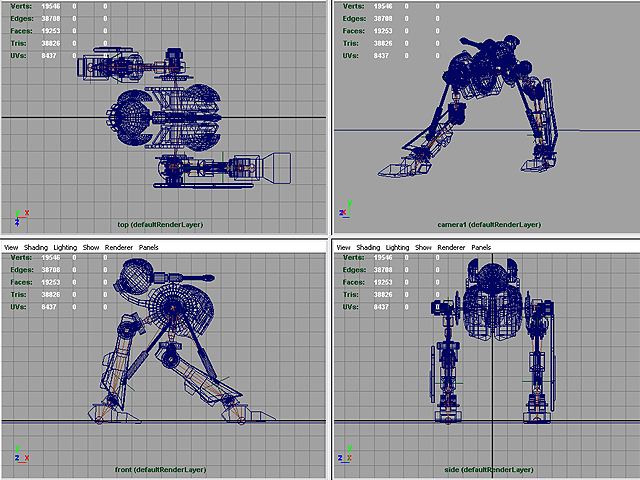 Verts: 19546 0 0
Edges: 38708 0 0
Faces: 19253 0 0
Tris: 38826 0 0
UVs: 8437 0 0
Y X
Z
top (defaultRenderLayer)
Verts: 19546 0 0
Edges: 38708 0 0
Faces: 19253 0 0
Tris: 38826 0 0
UVs: 8437 0 0
Y
Z X
camera1 (defaultRenderLayer)
View Shading Lighting Show Renderer Panels
Verts: 19546 0 0
Edges: 38708 0 0
Faces: 19253 0 0
Tris: 38826 0 0
UVs: 8437 0 0
Y
Z X
front (defaultRenderLayer)
View Shading Lighting Show Renderer Panels
Verts: 19546 0 0
Edges: 38708 0 0
Faces: 19253 0 0
Tris: 38826 0 0
UVs: 8437 0 0
Y
Z X
side (defaultRenderLayer)